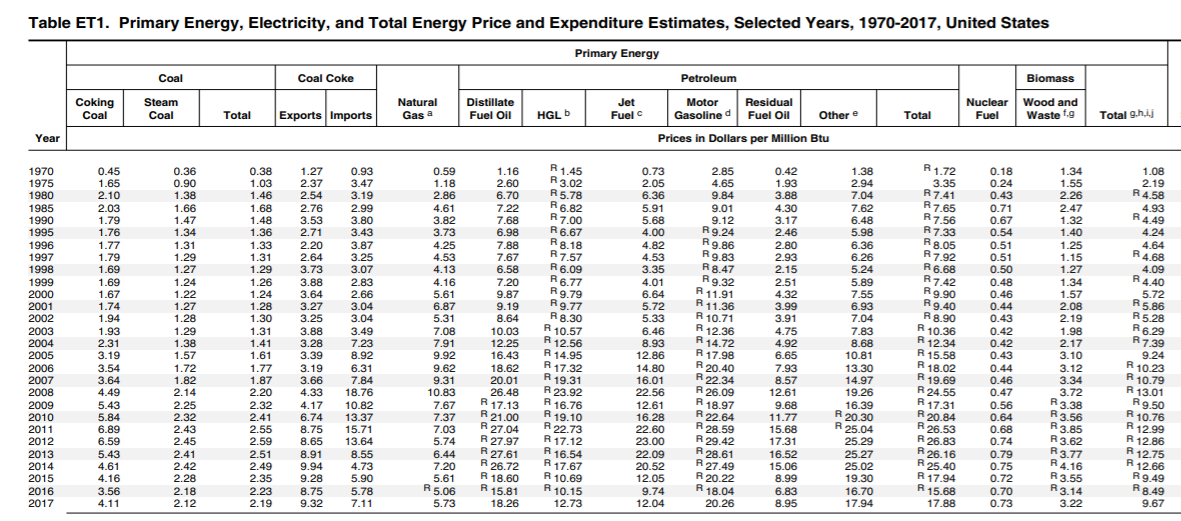 Table ET1. Primary Energy, Electricity, and Total Energy Price and Expenditure Estimates, Selected Years, 1970-2017, United States
Primary Energy
Coal Coal Coke Petroleum Biomass
Coking Coal Steam Coal Total Exports Imports Natural Gas a Distillate Fuel Oil HGL b Jet Fuel c Motor Gasoline d Residual Fuel Oil Other e Total Nuclear Fuel Wood and Waste f,g Total g,h,i,j
Year Prices in Dollars per Million Btu
1970 0.45 0.36 0.38 1.27 0.93 0.59 1.16 R 1.45 0.73 2.85 0.42 1.38 R 1.72 0.18 1.34 1.08
1975 1.65 0.90 1.03 2.37 3.47 1.18 2.60 R 3.02 2.05 4.65 1.93 2.94 3.35 0.24 1.55 2.19
1980 2.10 1.38 1.46 2.54 3.19 2.86 6.70 R 5.78 6.36 9.84 3.88 7.04 R 7.41 0.43 2.26 R 4.58
1985 2.03 1.66 1.68 2.76 2.99 4.61 7.22 R 6.82 5.91 9.01 4.30 7.62 R 7.65 0.71 2.47 4.93
1990 1.79 1.47 1.48 3.53 3.80 3.82 7.68 R 7.00 5.68 9.12 3.17 6.48 R 7.56 0.67 1.32 R 4.49
1995 1.76 1.34 1.36 2.71 3.43 3.73 6.98 R 6.67 4.00 R 9.24 2.46 5.98 R 7.33 0.54 1.40 4.24
1996 1.77 1.31 1.33 2.20 3.87 4.25 7.88 R 8.18 4.82 R 9.86 2.80 6.36 R 8.05 0.51 1.25 4.64
1997 1.79 1.29 1.31 2.64 3.25 4.53 7.67 R 7.57 4.53 R 9.83 2.93 6.26 R 7.92 0.51 1.15 R 4.68
1998 1.69 1.27 1.29 3.73 3.07 4.13 6.58 R 6.09 3.35 R 8.47 2.15 5.24 R 6.68 0.50 1.27 4.09
1999 1.69 1.24 1.26 3.88 2.83 4.16 7.20 R 6.77 4.01 R 9.32 2.51 5.89 R 7.42 0.48 1.34 R 4.40
2000 1.67 1.22 1.24 3.64 2.66 5.61 9.87 R 9.79 6.64 R 11.91 4.32 7.55 R 9.90 0.46 1.57 5.72
2001 1.74 1.27 1.28 3.27 3.04 6.87 9.19 R 9.77 5.72 R 11.36 3.99 6.93 R 9.40 0.44 2.08 R 5.86
2002 1.94 1.28 1.30 3.25 3.04 5.31 8.64 R 8.30 5.33 R 10.71 3.91 7.04 R 8.90 0.43 2.19 R 5.28
2003 1.93 1.29 1.31 3.88 3.49 7.08 10.03 R 10.57 6.46 R 12.36 4.75 7.83 R 10.36 0.42 1.98 R 6.29
2004 2.31 1.38 1.41 3.28 7.23 7.91 12.25 R 12.56 8.93 R 14.72 4.92 8.68 R 12.34 0.42 2.17 R 7.39
2005 3.19 1.57 1.61 3.39 8.92 9.92 16.43 R 14.95 12.86 R 17.98 6.65 10.81 R 15.58 0.43 3.10 9.24
2006 3.54 1.72 1.77 3.19 6.31 9.62 18.62 R 17.32 14.80 R 20.40 7.93 13.30 R 18.02 0.44 3.12 R 10.23
2007 3.64 1.82 1.87 3.66 7.84 9.31 20.01 R 19.31 16.01 R 22.34 8.57 14.97 R 19.69 0.46 3.34 R 10.79
2008 4.49 2.14 2.20 4.33 18.76 10.83 26.48 R 23.92 22.56 R 26.09 12.61 19.26 R 24.55 0.47 3.72 R 13.01
2009 5.43 2.25 2.32 4.17 10.82 7.67 R 17.13 R 16.76 12.61 R 18.97 9.68 16.39 R 17.31 0.56 R 3.38 R 9.50
2010 5.84 2.32 2.41 6.74 13.37 7.37 R 21.00 R 19.10 16.28 R 22.64 11.77 R 20.30 R 20.84 0.64 R 3.56 R 10.76
2011 6.89 2.43 2.55 8.75 15.71 7.03 R 27.04 R 22.73 22.60 R 28.59 15.68 R 25.04 R 26.53 0.68 R 3.85 R 12.99
2012 6.59 2.45 2.59 8.65 13.64 5.74 R 27.97 R 17.12 23.00 R 29.42 17.31 25.29 R 26.83 0.74 R 3.62 R 12.86
2013 5.43 2.41 2.51 8.91 8.55 6.44 R 27.61 R 16.54 22.09 R 28.61 16.52 25.27 R 26.16 0.79 R 3.77 R 12.75
2014 4.61 2.42 2.49 9.94 4.73 7.20 R 26.72 R 17.67 20.52 R 27.49 15.06 25.02 R 25.40 0.75 R 4.16 R 12.66
2015 4.16 2.28 2.35 9.28 5.90 5.61 R 18.60 R 10.69 12.05 R 20.22 8.99 19.30 R 17.94 0.72 R 3.55 R 9.49
2016 3.56 2.18 2.23 8.75 5.78 R 5.06 R 15.81 R 10.15 9.74 R 18.04 6.83 16.70 R 15.68 0.70 R 3.14 R 8.49
2017 4.11 2.12 2.19 9.32 7.11 5.73 18.26 12.73 12.04 20.26 8.95 17.94 17.88 0.73 3.22 9.67